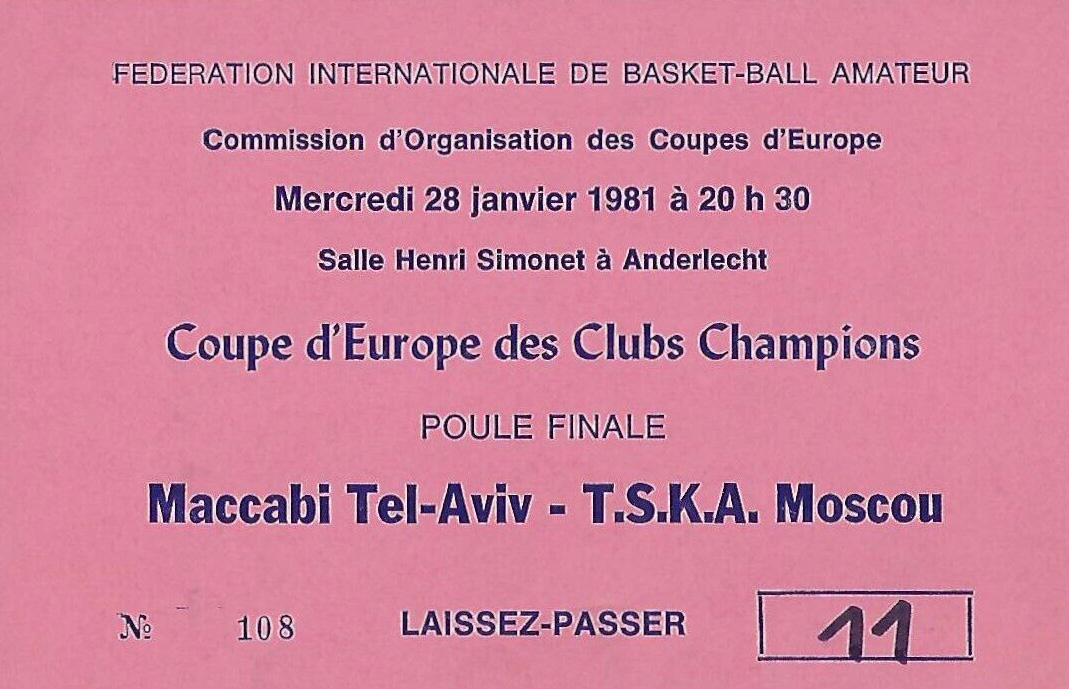 FEDERATION INTERNATIONALE DE BASKET-BALL AMATEUR
Commission d'Organisation des Coupes d'Europe
Mercredi 28 janvier 1981 à 20 h 30
Salle Henri Simonet à Anderlecht
Coupe d'Europe des Clubs Champions
POULE FINALE
Maccabi Tel-Aviv - T.S.K.A. Moscou
№ 108 LAISSEZ-PASSER 11